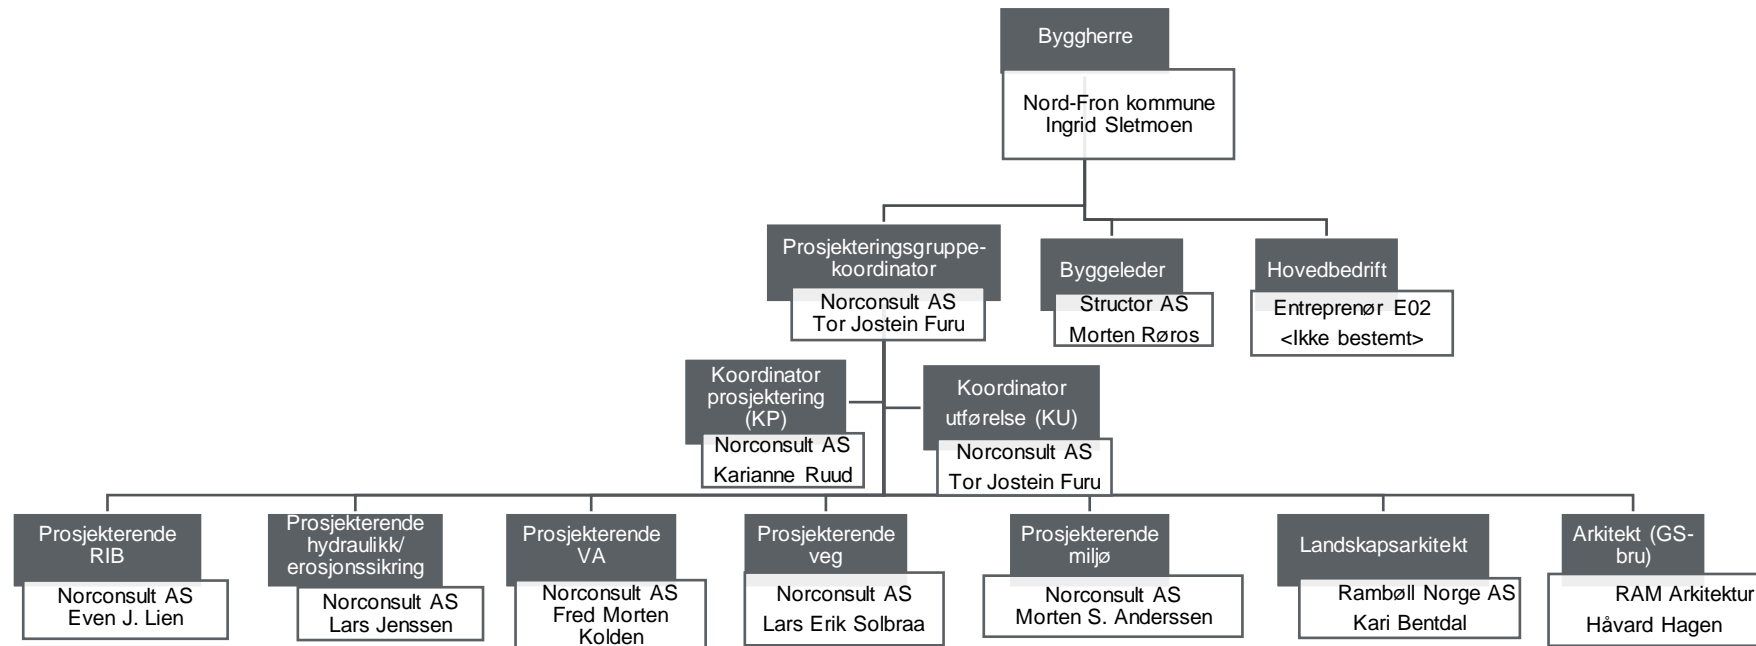 Byggherre
Nord-Fron kommune
Ingrid Sletmoen
Prosjekteringsgruppe-
koordinator
Norconsult AS
Tor Jostein Furu
Byggeleder
Structor AS
Morten Røros
Hovedbedrift
Entreprenør E02
<Ikke bestemt>
Koordinator
prosjektering
(KP)
Norconsult AS
Karianne Ruud
Koordinator
utførelse (KU)
Norconsult AS
Tor Jostein Furu
Prosjekterende
RIB
Norconsult AS
Even J. Lien
Prosjekterende
hydraulikk/
erosjonssikring
Norconsult AS
Lars Jenssen
Prosjekterende
VA
Norconsult AS
Fred Morten
Kolden
Prosjekterende
veg
Norconsult AS
Lars Erik Solbraa
Prosjekterende
miljø
Norconsult AS
Morten S. Anderssen
Landskapsarkitekt
Rambøll Norge AS
Kari Bentdal
Arkitekt (GS-
bru)
RAM Arkitektur
Håvard Hagen